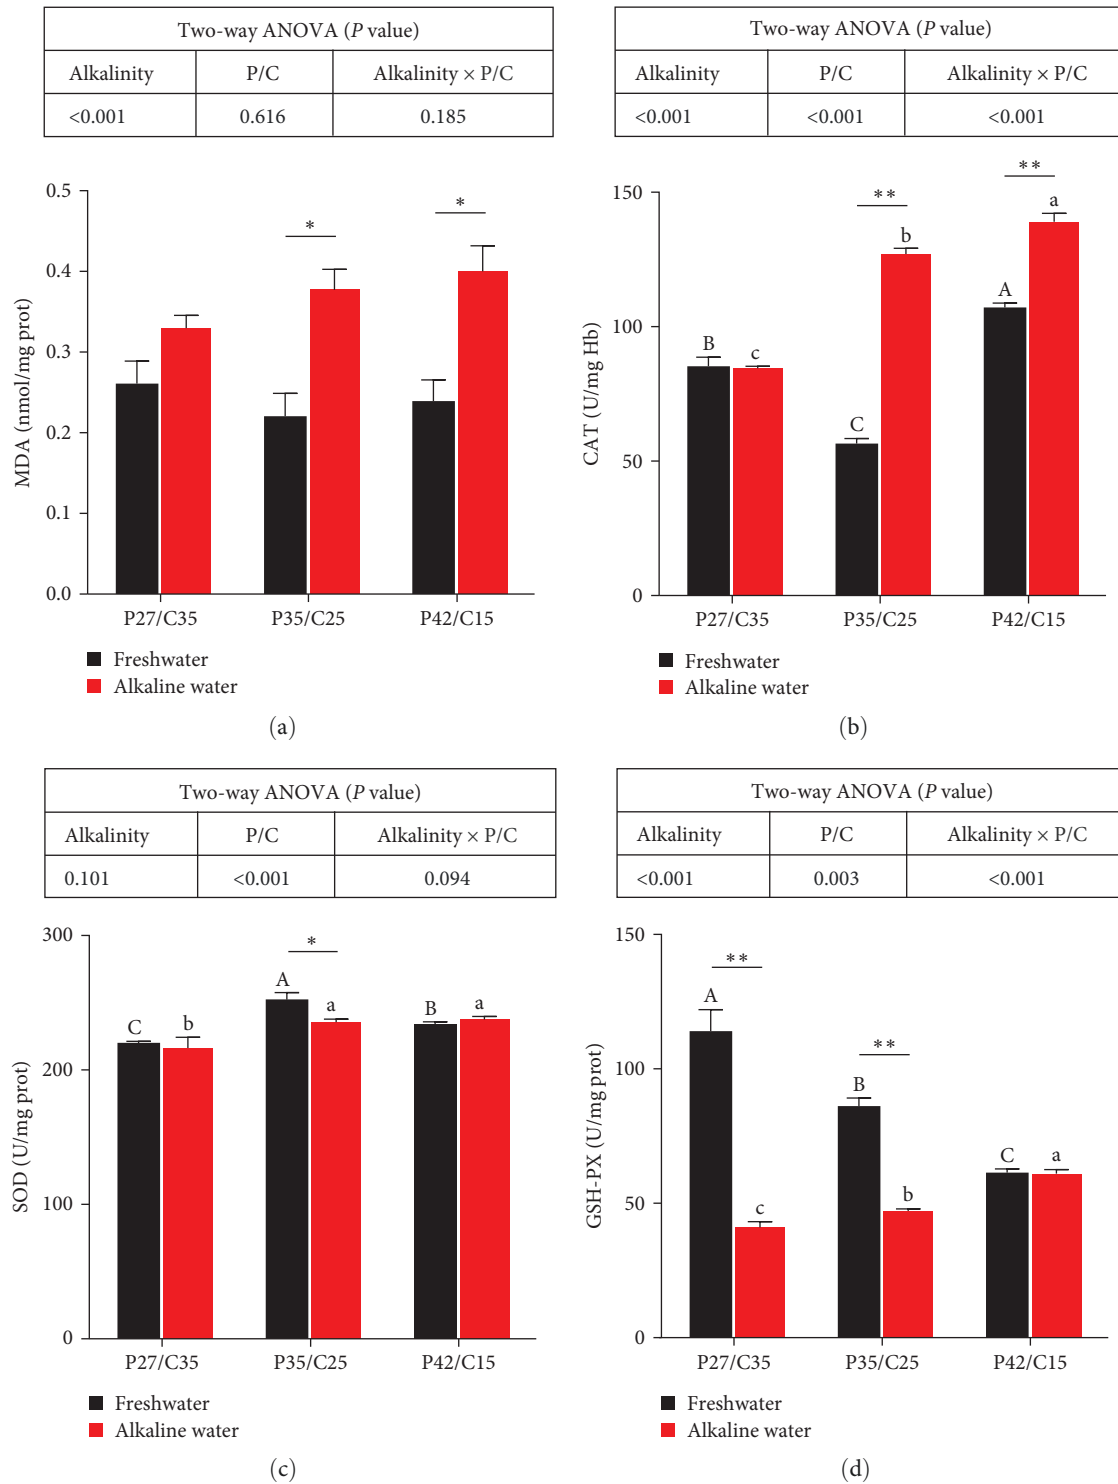 Two-way ANOVA (P value)
Alkalinity P/C Alkalinity × P/C
<0.001 0.616 0.185
* *
0.5
0.4
0.3
0.2
0.1
0.0
MDA (nmol/mg prot)
P27/C35 P35/C25 P42/C15
Freshwater
Alkaline water
(a)
Two-way ANOVA (P value)
Alkalinity P/C Alkalinity × P/C
<0.001 <0.001 <0.001
** **
150
100
50
0
CAT (U/mg Hb)
B c C b A a
P27/C35 P35/C25 P42/C15
Freshwater
Alkaline water
(b)
Two-way ANOVA (P value)
Alkalinity P/C Alkalinity × P/C
0.101 <0.001 0.094
*
300
200
100
0
SOD (U/mg prot)
C b A a B a
P27/C35 P35/C25 P42/C15
Freshwater
Alkaline water
(c)
Two-way ANOVA (P value)
Alkalinity P/C Alkalinity × P/C
<0.001 0.003 <0.001
** **
150
100
50
0
GSH-PX (U/mg prot)
A c B b C a
P27/C35 P35/C25 P42/C15
Freshwater
Alkaline water
(d)